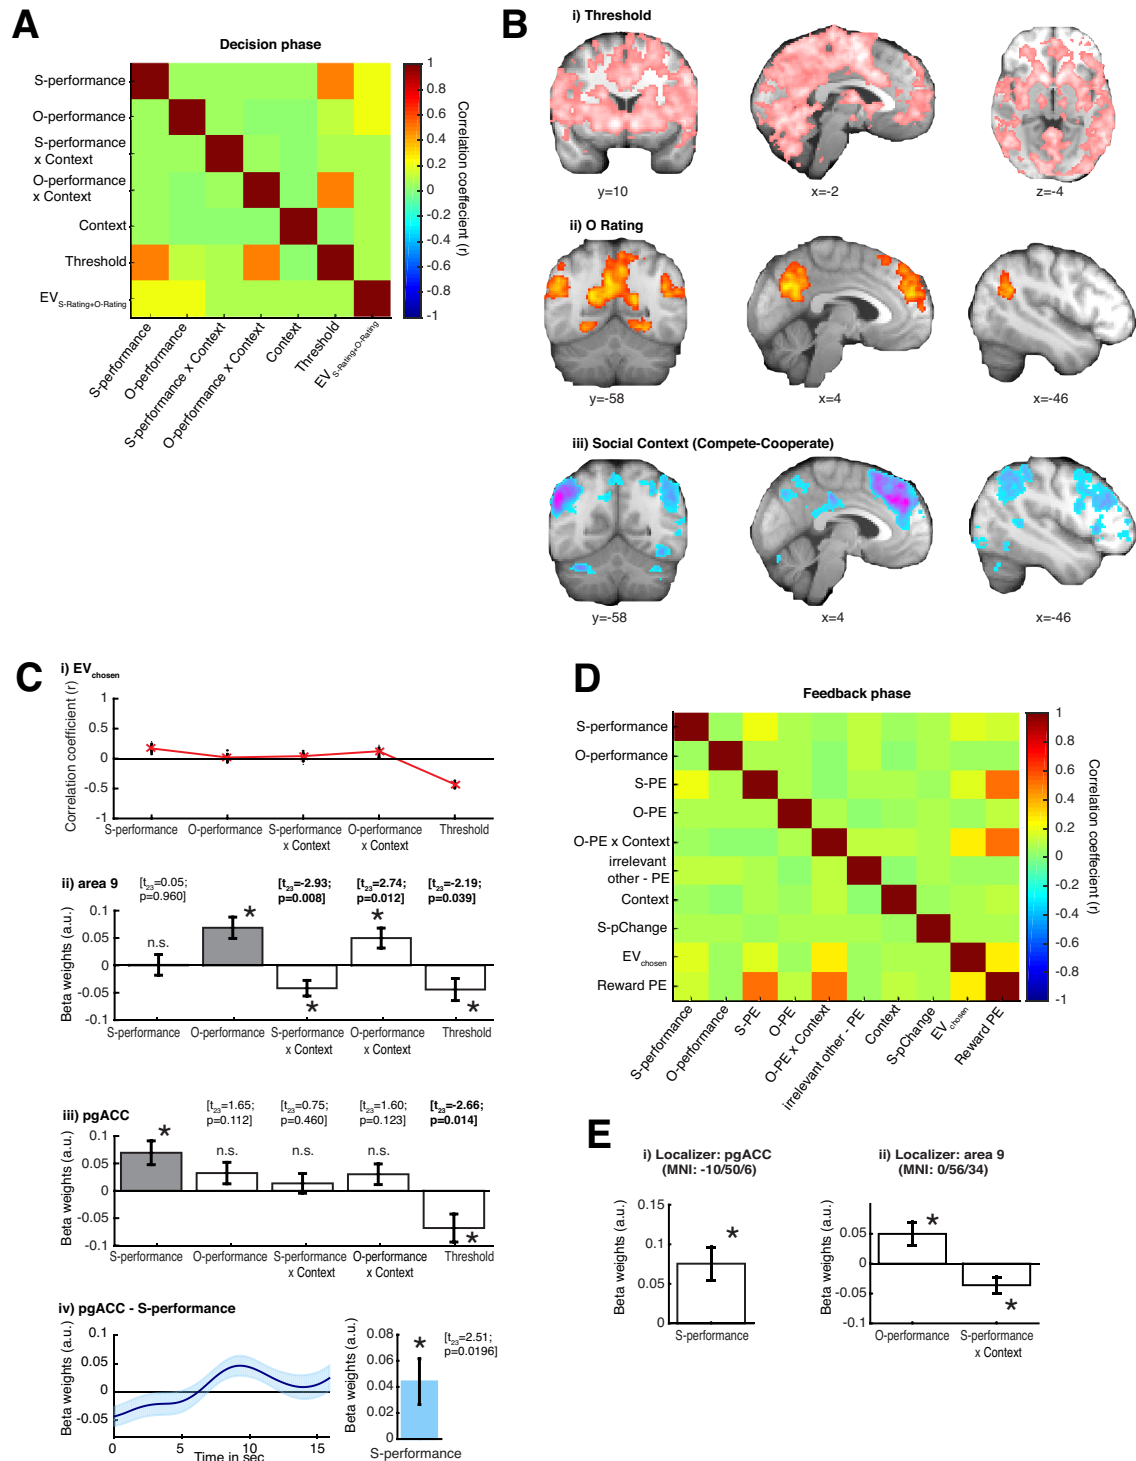 A
Decision phase
S-performance
O-performance
S-performance
x Context
O-performance
x Context
Context
Threshold
EV S-Rating+O-Rating
S-performance
O-performance
S-performance x Context
O-performance x Context
Context
Threshold
EV S-Rating+O-Rating
1
0.8
0.6
0.4
0.2
0
-0.2
-0.4
-0.6
-0.8
-1
Correlation coeffecient (r)
B
i) Threshold
y=10
x=-2
z=-4
ii) O Rating
y=-58
x=4
x=-46
iii) Social Context (Compete-Cooperate)
y=-58
x=4
x=-46
C
i) EV chosen
Correlation coefficient (r)
1
0.5
0
-0.5
-1
S-performance
O-performance
S-performance
x Context
O-performance
x Context
Threshold
ii) area 9
[t23=0.05;
p=0.960]
[t23=-2.93;
p=0.008]
[t23=2.74;
p=0.012]
[t23=-2.19;
p=0.039]
Beta weights (a.u.)
0.1
0.05
0
-0.05
-0.1
n.s.
*
*
*
*
S-performance
O-performance
S-performance
x Context
O-performance
x Context
Threshold
iii) pgACC
[t23=1.65;
p=0.112]
[t23=0.75;
p=0.460]
[t23=1.60;
p=0.123]
[t23=-2.66;
p=0.014]
Beta weights (a.u.)
0.1
0.05
0
-0.05
-0.1
*
n.s.
n.s.
n.s.
*
S-performance
O-performance
S-performance
x Context
O-performance
x Context
Threshold
iv) pgACC - S-performance
Beta weights (a.u.)
0.1
0.05
0
-0.05
0
5
10
15
Time in sec
Beta weights (a.u.)
0.08
0.06
0.04
0.02
0
*
[t23=2.51;
p=0.0196]
S-performance
D
Feedback phase
S-performance
O-performance
S-PE
O-PE
O-PE x Context
irrelevant
other - PE
Context
S-pChange
EV chosen
Reward PE
S-performance
O-performance
S-PE
O-PE
O-PE x Context
irrelevant other - PE
Context
S-pChange
EV chosen
Reward PE
1
0.8
0.6
0.4
0.2
0
-0.2
-0.4
-0.6
-0.8
-1
Correlation coeffecient (r)
E
i) Localizer: pgACC
(MNI: -10/50/6)
Beta weights (a.u.)
0.15
0.1
0.05
0
*
S-performance
ii) Localizer: area 9
(MNI: 0/56/34)
Beta weights (a.u.)
0.05
0
-0.05
-0.1
*
*
O-performance
S-performance
x Context